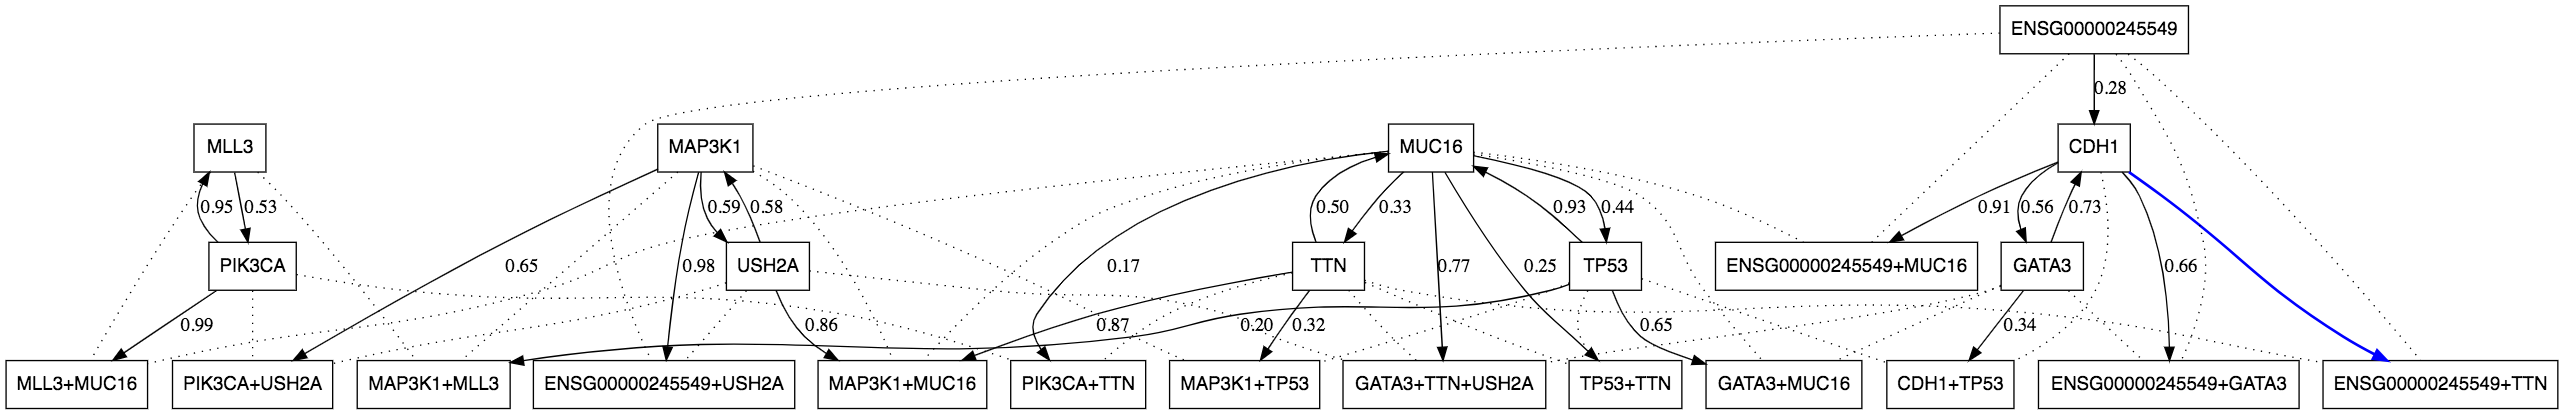 ENSG00000245549
0.28
MLL3
MAP3K1
MUC16
CDH1
0.95
0.53
0.59
0.58
0.50
0.33
0.93
0.44
0.91
0.56
0.73
PIK3CA
0.65
0.98
USH2A
0.17
TTN
0.77
0.25
TP53
ENSG00000245549+MUC16
GATA3
0.66
0.99
0.86
0.87
0.20
0.32
0.65
0.34
MLL3+MUC16
PIK3CA+USH2A
MAP3K1+MLL3
ENSG00000245549+USH2A
MAP3K1+MUC16
PIK3CA+TTN
MAP3K1+TP53
GATA3+TTN+USH2A
TP53+TTN
GATA3+MUC16
CDH1+TP53
ENSG00000245549+GATA3
ENSG00000245549+TTN